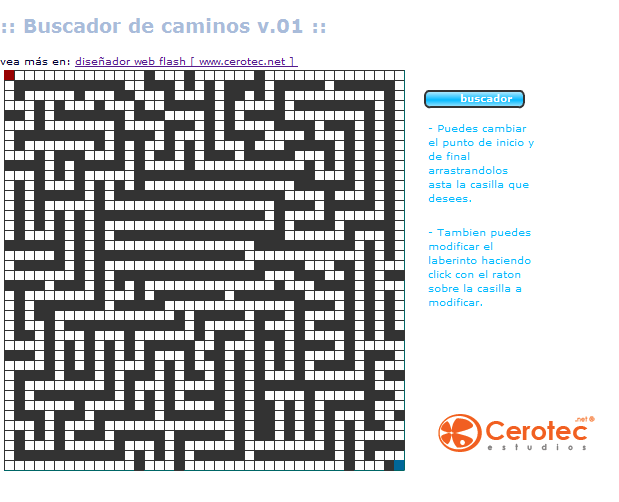 :: Buscador de caminos v.01 ::
vea más en: diseñador web flash [ www.cerotec.net ]
buscador
- Puedes cambiar
el punto de inicio y
de final
arrastrandolos
asta la casilla que
desees.
- Tambien puedes
modificar el
laberinto haciendo
click con el raton
sobre la casilla a
modificar.
.net ®
Cerotec
estudios